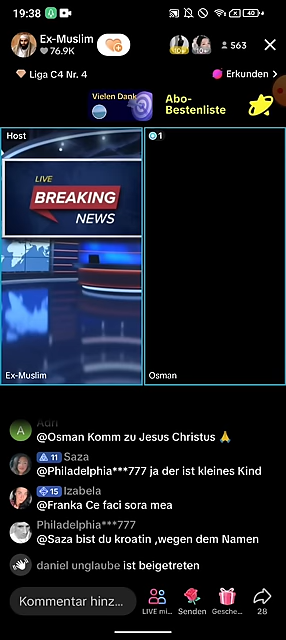 19:38
40
Ex-Muslim
76.9K
563
Liga C4 Nr. 4
Erkunden >
Vielen Dank
Abo-
Bestenliste
Host
1
LIVE
BREAKING
NEWS
Ex-Muslim
Osman
Adri
A
@Osman Komm zu Jesus Christus 🙏
11 Saza
@Philadelphia***777 ja der ist kleines Kind
15 Izabela
@Franka Ce faci sora mea
Philadelphia***777
@Saza bist du kroatin ,wegen dem Namen
daniel unglaube ist beigetreten
Kommentar hinz...
LIVE mi...
Senden
Gesche...
28